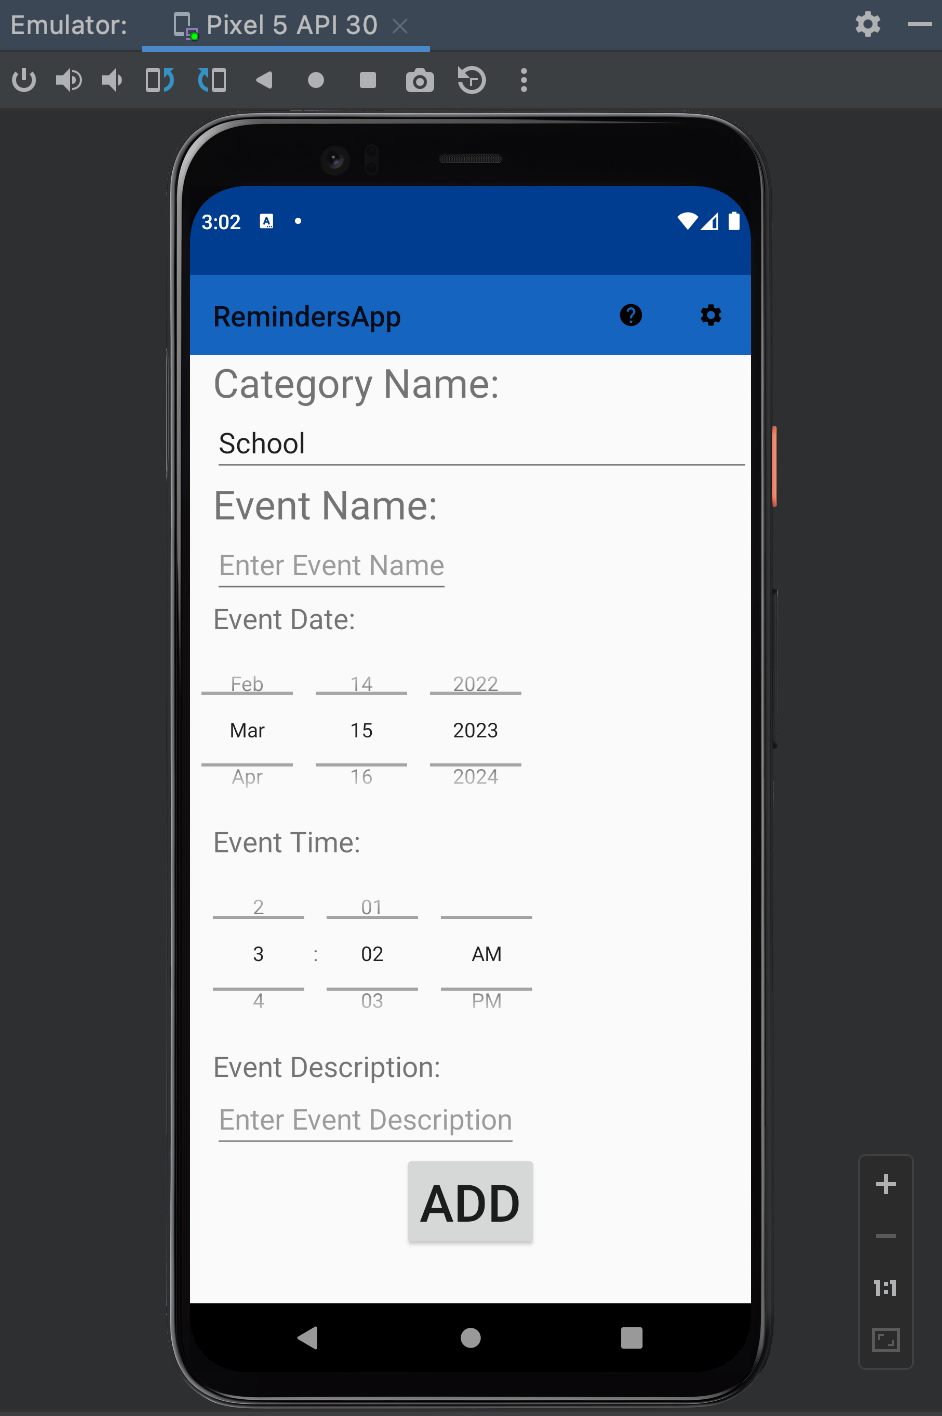 Emulator: Pixel 5 API 30
3:02 A
RemindersApp ?
Category Name:
School
Event Name:
Enter Event Name
Event Date:
Feb 14 2022
Mar 15 2023
Apr 16 2024
Event Time:
2 01
3 : 02 AM
4 03 PM
Event Description:
Enter Event Description
ADD
1:1